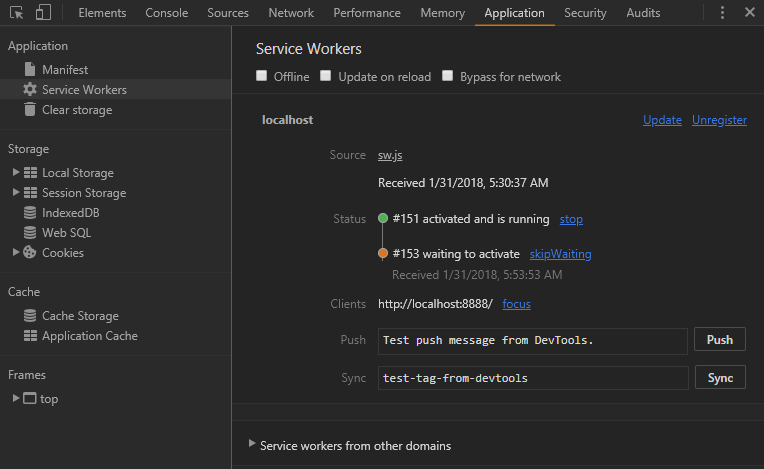 Elements Console Sources Network Performance Memory Application Security Audits
Application
Manifest
Service Workers
Clear storage
Storage
Local Storage
Session Storage
IndexedDB
Web SQL
Cookies
Cache
Cache Storage
Application Cache
Frames
top
Service Workers
Offline Update on reload Bypass for network
localhost Update Unregister
Source sw.js
Received 1/31/2018, 5:30:37 AM
Status #151 activated and is running stop
#153 waiting to activate skipWaiting
Received 1/31/2018, 5:53:53 AM
Clients http://localhost:8888/ focus
Push Test push message from DevTools. Push
Sync test-tag-from-devtools Sync
Service workers from other domains